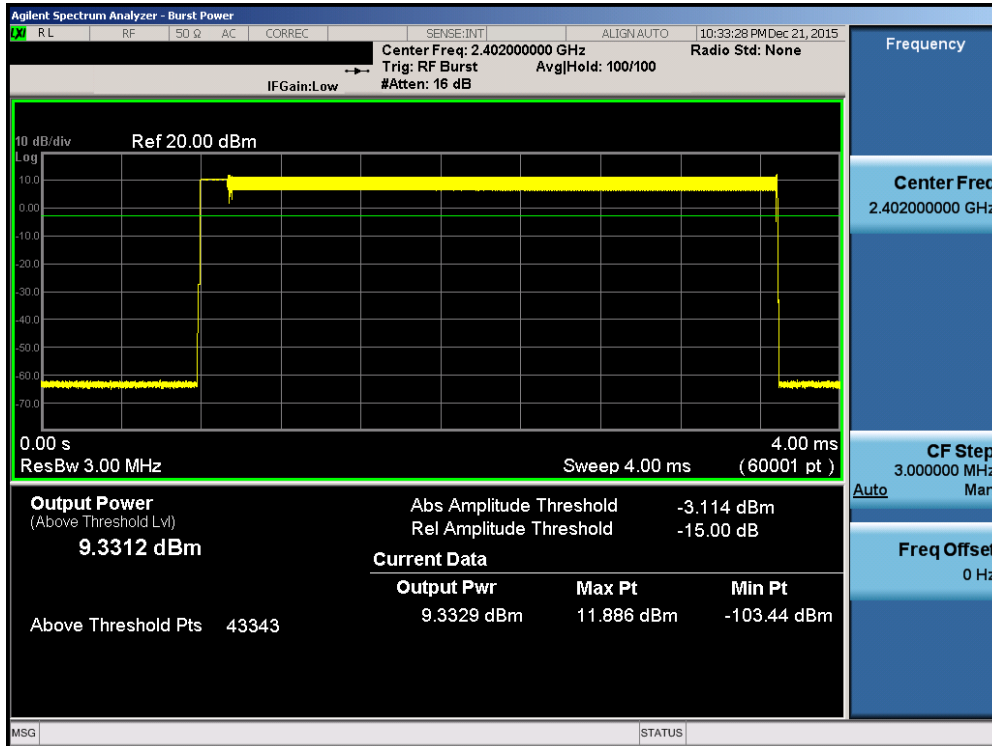 Agilent Spectrum Analyzer - Burst Power
LXI RL RF 50 Ω AC CORREC SENSE:INT ALIGN AUTO 10:33:28 PM Dec 21, 2015
Center Freq: 2.402000000 GHz Radio Std: None
Trig: RF Burst Avg|Hold: 100/100
IFGain:Low #Atten: 16 dB
10 dB/div Ref 20.00 dBm
Log
10.0
0.00
-10.0
-20.0
-30.0
-40.0
-50.0
-60.0
-70.0
0.00 s 4.00 ms
ResBw 3.00 MHz Sweep 4.00 ms (60001 pt)
Output Power
(Above Threshold Lvl)
9.3312 dBm
Above Threshold Pts 43343
Abs Amplitude Threshold -3.114 dBm
Rel Amplitude Threshold -15.00 dB
Current Data
Output Pwr Max Pt Min Pt
9.3329 dBm 11.886 dBm -103.44 dBm
Frequency
Center Freq
2.402000000 GHz
CF Step
3.000000 MHz
Auto Man
Freq Offset
0 Hz
MSG STATUS